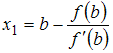 x₁ = b − f(b) / f′(b)